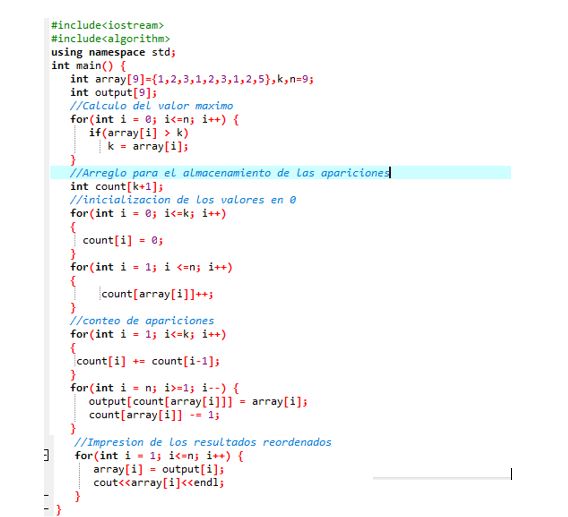 #include<iostream>
#include<algorithm>
using namespace std;
int main() {
int array[9]={1,2,3,1,2,3,1,2,5},k,n=9;
int output[9];
//Calculo del valor maximo
for(int i = 0; i<=n; i++) {
if(array[i] > k)
k = array[i];
}
//Arreglo para el almacenamiento de las apariciones
int count[k+1];
//inicializacion de los valores en 0
for(int i = 0; i<=k; i++)
{
count[i] = 0;
}
for(int i = 1; i <=n; i++)
{
count[array[i]]++;
}
//conteo de apariciones
for(int i = 1; i<=k; i++)
{
count[i] += count[i-1];
}
for(int i = n; i>=1; i--) {
output[count[array[i]]] = array[i];
count[array[i]] -= 1;
}
//Impresion de los resultados reordenados
for(int i = 1; i<=n; i++) {
array[i] = output[i];
cout<<array[i]<<endl;
}
}